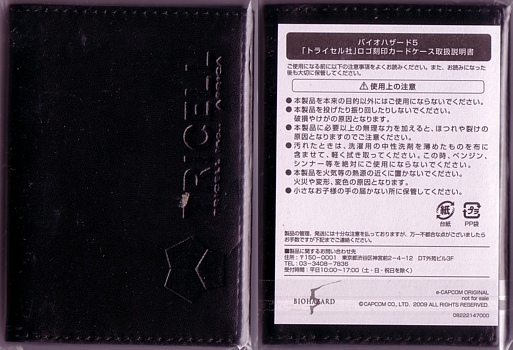 TRICELL
TRICELL Inc. AFRICA
バイオハザード5
「トライセル社」ロゴ刻印カードケース取扱説明書
ご使用になる前に以下の注意事項をよくお読みください。また、お読みになった
後も大切に保管してください。
⚠ 使用上の注意
●本製品を本来の目的以外にはご使用にならないでください。
●本製品を投げたり振り回したりしないでください。
破損やけがの原因となります。
●本製品に必要以上の無理な力を加えると、ほつれや裂けの
原因となりますのでご注意ください。
●汚れたときは、洗濯用の中性洗剤を薄めたものを布に
含ませて、軽く拭き取ってください。この時、ベンジン、
シンナー等を絶対にご使用にならないでください。
●本製品を火気等の熱源の近くに置かないでください。
火災や変形、変色の原因となります。
●小さなお子様の手の届かない所に保管してください。
紙 プラ
台紙 PP袋
製品の管理、発送には十分な注意を払っておりますが、万一不都合な点がございましたら
お手数ですが下記までご連絡ください。
■製品に関するお問い合わせ先
住所：〒150-0001 東京都渋谷区神宮前2-4-12 DT外苑ビル3F
TEL：03-3408-7836
受付時間：平日10:00～17:00（土・日・祝日を除く）
BIOHAZARD 5
e-CAPCOM ORIGINAL
not for sale
©CAPCOM CO., LTD. 2009 ALL RIGHTS RESERVED.
08222147000